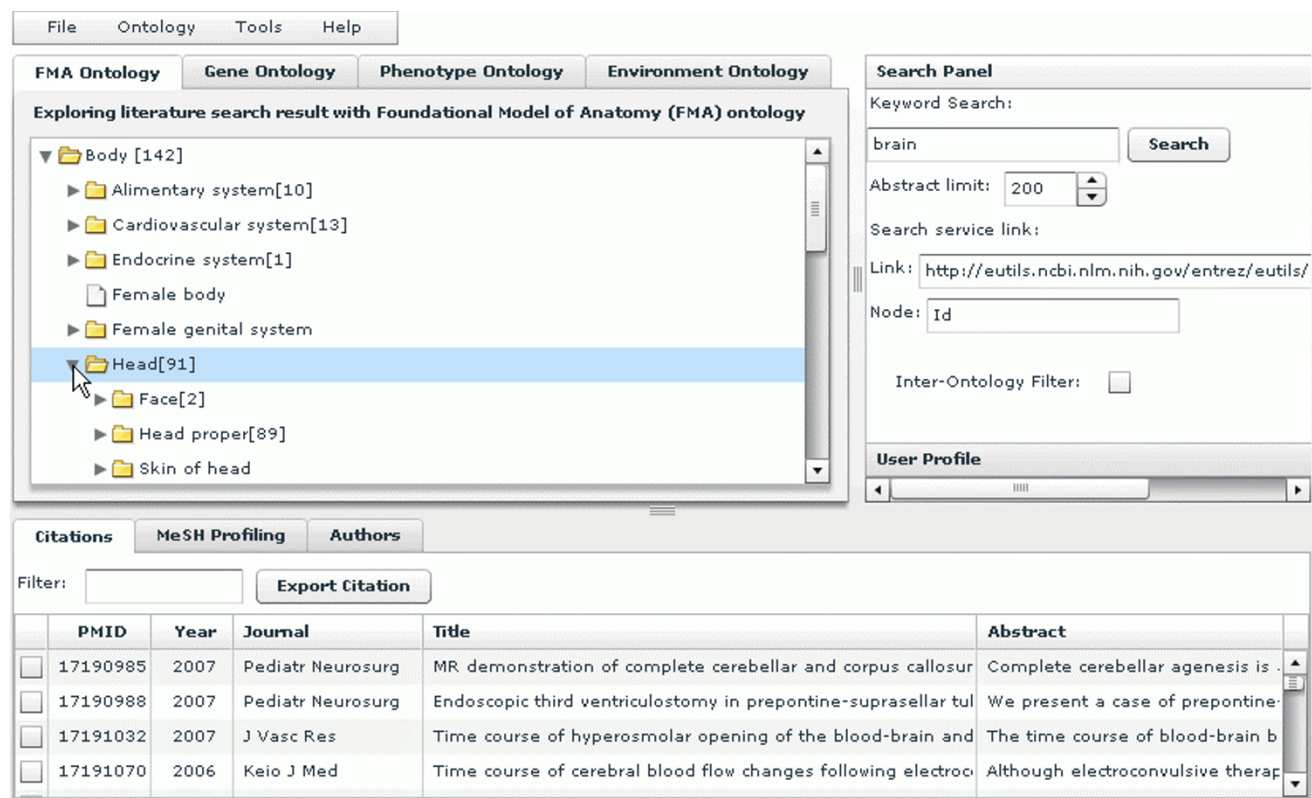 File Ontology Tools Help
FMA Ontology Gene Ontology Phenotype Ontology Environment Ontology
Exploring literature search result with Foundational Model of Anatomy (FMA) ontology
Body [142]
Alimentary system[10]
Cardiovascular system[13]
Endocrine system[1]
Female body
Female genital system
Head[91]
Face[2]
Head proper[89]
Skin of head
Search Panel
Keyword Search:
brain Search
Abstract limit: 200
Search service link:
Link: http://eutils.ncbi.nlm.nih.gov/entrez/eutils/
Node: Id
Inter-Ontology Filter:
User Profile
Citations MeSH Profiling Authors
Filter: Export Citation
PMID Year Journal Title Abstract
17190985 2007 Pediatr Neurosurg MR demonstration of complete cerebellar and corpus callosur Complete cerebellar agenesis is .
17190988 2007 Pediatr Neurosurg Endoscopic third ventriculostomy in prepontine-suprasellar tul We present a case of prepontine-
17191032 2007 J Vasc Res Time course of hyperosmolar opening of the blood-brain and The time course of blood-brain b
17191070 2006 Keio J Med Time course of cerebral blood flow changes following electroc Although electroconvulsive therap